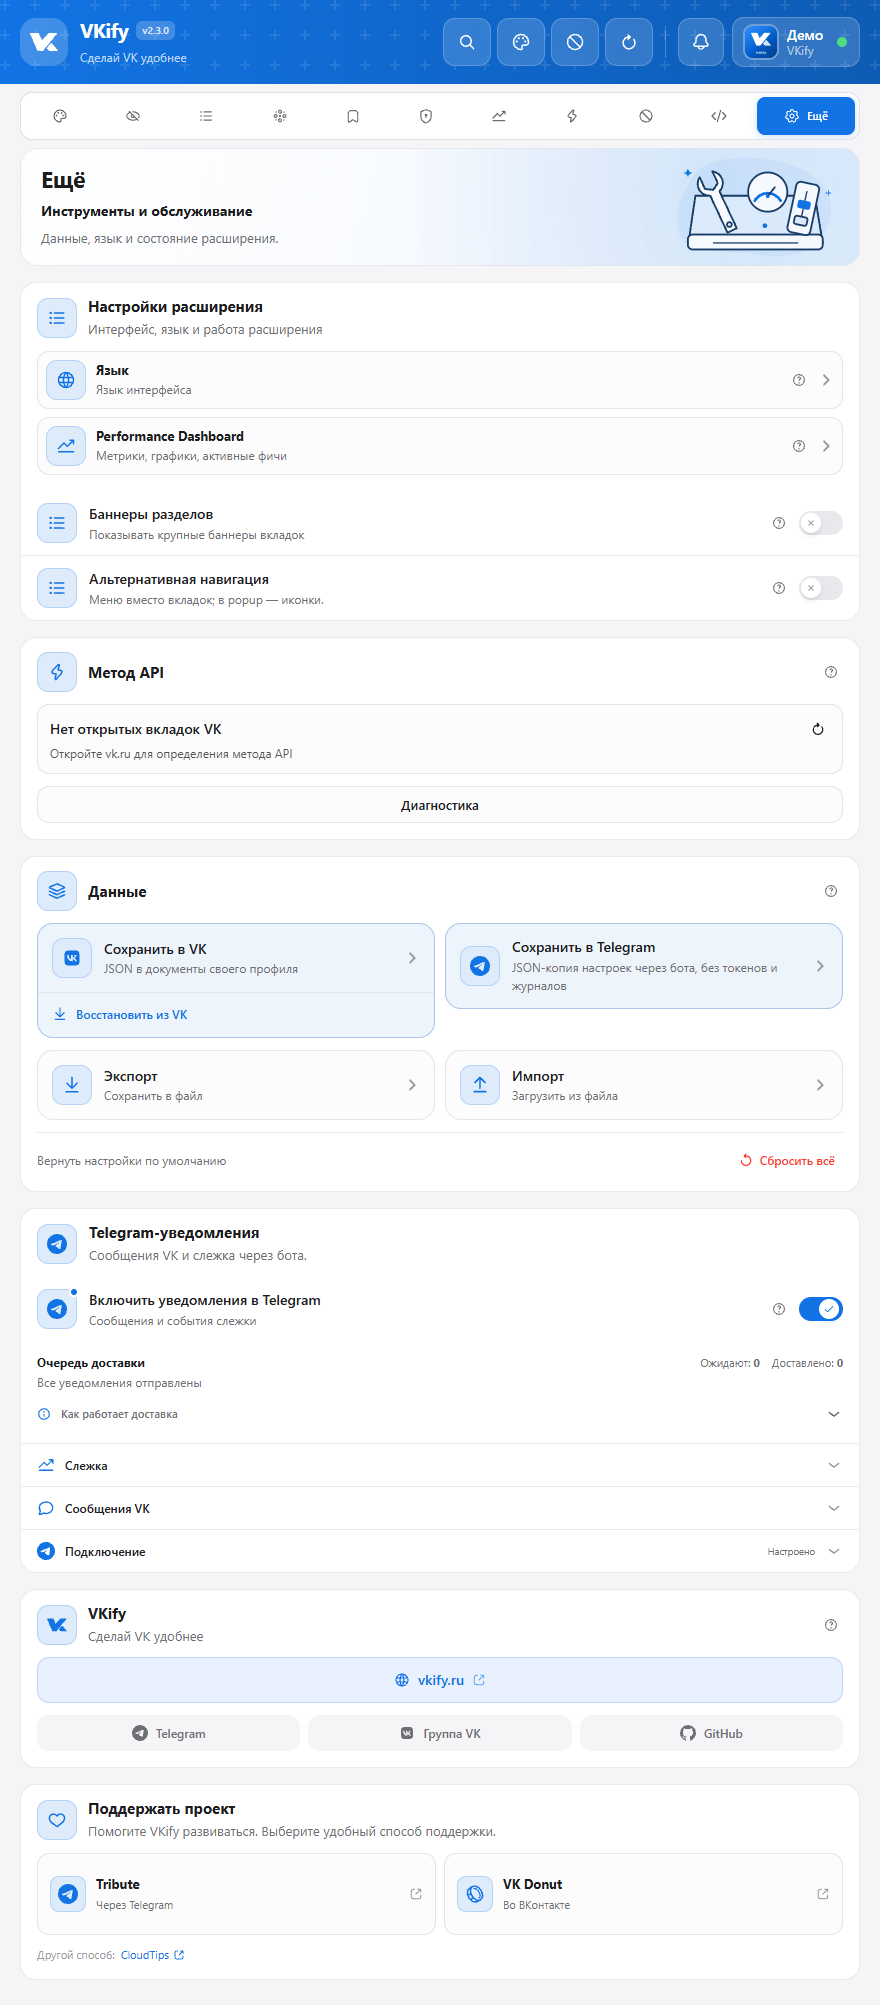 VKify v2.3.0
Сделай VK удобнее
Демо
VKify
Ещё
Ещё
Инструменты и обслуживание
Данные, язык и состояние расширения.
Настройки расширения
Интерфейс, язык и работа расширения
Язык
Язык интерфейса
Performance Dashboard
Метрики, графики, активные фичи
Баннеры разделов
Показывать крупные баннеры вкладок
Альтернативная навигация
Меню вместо вкладок; в popup — иконки.
Метод API
Нет открытых вкладок VK
Откройте vk.ru для определения метода API
Диагностика
Данные
Сохранить в VK
JSON в документы своего профиля
Восстановить из VK
Сохранить в Telegram
JSON-копия настроек через бота, без токенов и
журналов
Экспорт
Сохранить в файл
Импорт
Загрузить из файла
Вернуть настройки по умолчанию
Сбросить всё
Telegram-уведомления
Сообщения VK и слежка через бота.
Включить уведомления в Telegram
Сообщения и события слежки
Очередь доставки
Ожидают: 0 Доставлено: 0
Все уведомления отправлены
Как работает доставка
Слежка
Сообщения VK
Подключение
Настроено
VKify
Сделай VK удобнее
vkify.ru
Telegram
Группа VK
GitHub
Поддержать проект
Помогите VKify развиваться. Выберите удобный способ поддержки.
Tribute
Через Telegram
VK Donut
Во ВКонтакте
Другой способ: CloudTips